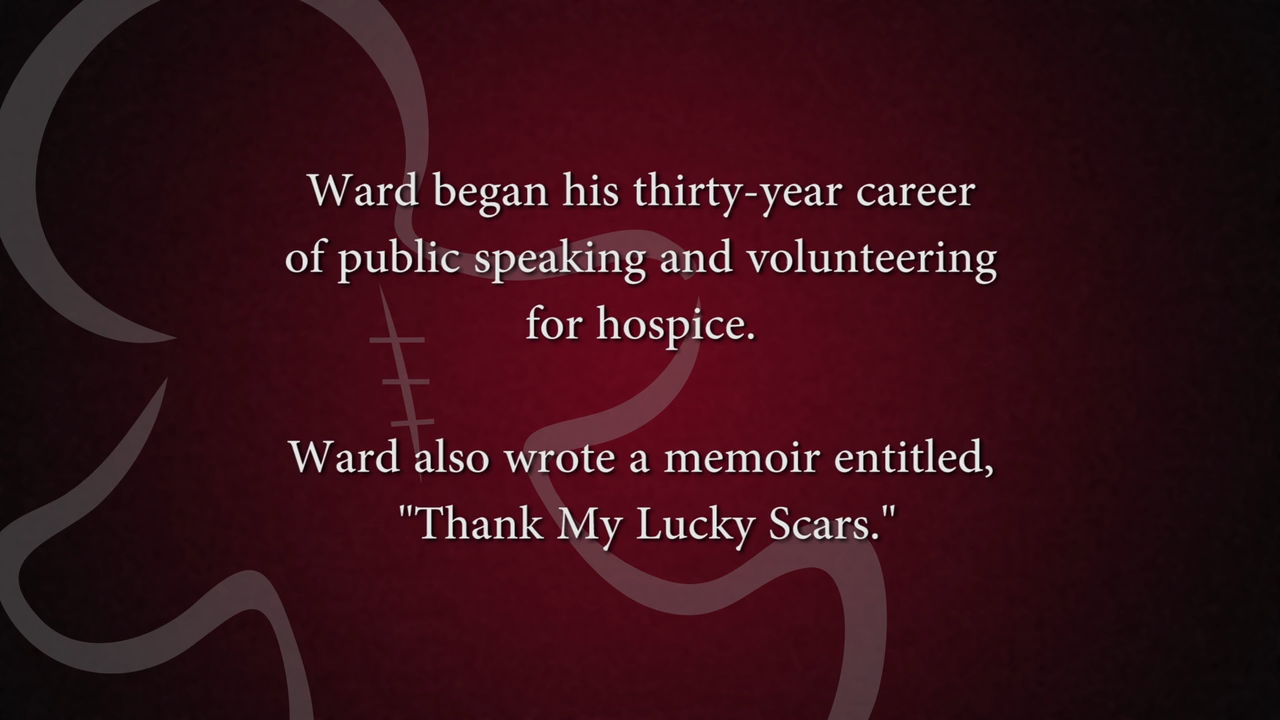 Ward began his thirty-year career
of public speaking and volunteering
for hospice.
Ward also wrote a memoir entitled,
"Thank My Lucky Scars."